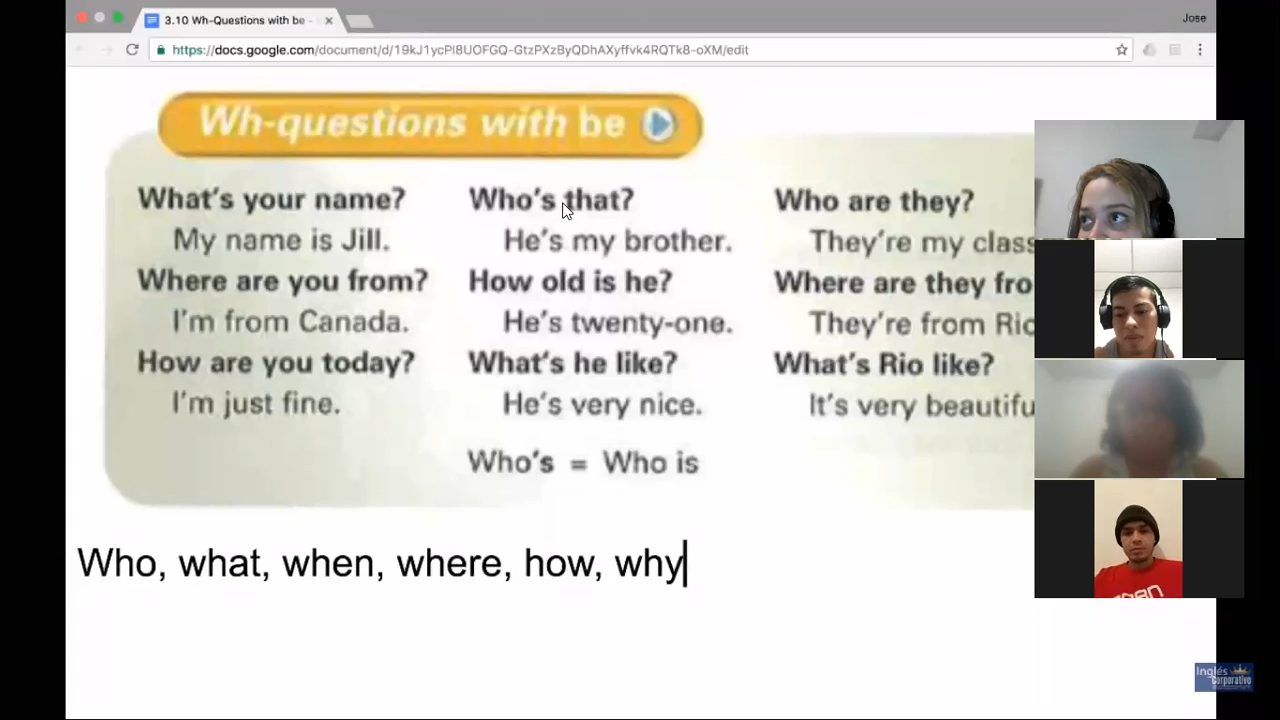 3.10 Wh-Questions with be -
Jose
https://docs.google.com/document/d/19kJ1ycPl8UOFGQ-GtzPXzByQDhAXyffvk4RQTk8-oXM/edit
Wh-questions with be
What's your name?
My name is Jill.
Where are you from?
I'm from Canada.
How are you today?
I'm just fine.
Who's that?
He's my brother.
How old is he?
He's twenty-one.
What's he like?
He's very nice.
Who's = Who is
Who are they?
They're my class
Where are they fro
They're from Rio
What's Rio like?
It's very beautifu
Who, what, when, where, how, why
Inglés
Corporativo